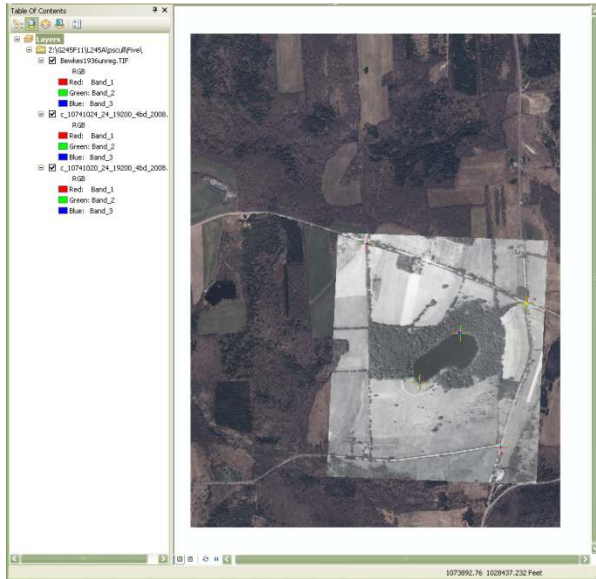 Table Of Contents
Layers
Z:\G245F11\L245A\pscull\Five\
Bewkes1936unreg.TIF
RGB
Red: Band_1
Green: Band_2
Blue: Band_3
c_10741024_24_19200_4bd_2008.
RGB
Red: Band_1
Green: Band_2
Blue: Band_3
c_10741020_24_19200_4bd_2008.
RGB
Red: Band_1
Green: Band_2
Blue: Band_3
1073892.76 1028437.232 Feet